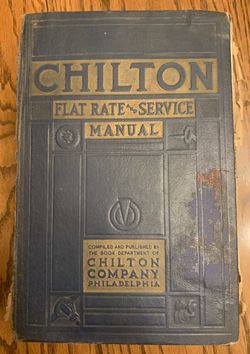 CHILTON
FLAT RATE AND SERVICE
MANUAL
COMPILED AND PUBLISHED BY
THE BOOK DEPARTMENT OF
CHILTON
COMPANY
PHILADELPHIA